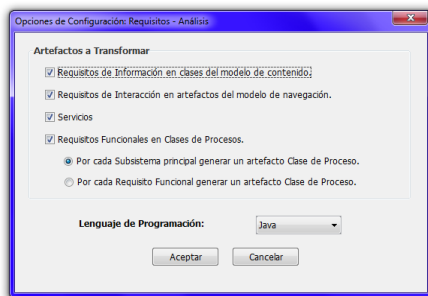 Opciones de Configuración: Requisitos - Análisis
Artefactos a Transformar
Requisitos de Información en clases del modelo de contenido.
Requisitos de Interacción en artefactos del modelo de navegación.
Servicios
Requisitos Funcionales en Clases de Procesos.
Por cada Subsistema principal generar un artefacto Clase de Proceso.
Por cada Requisito Funcional generar un artefacto Clase de Proceso.
Lenguaje de Programación: Java
Aceptar Cancelar